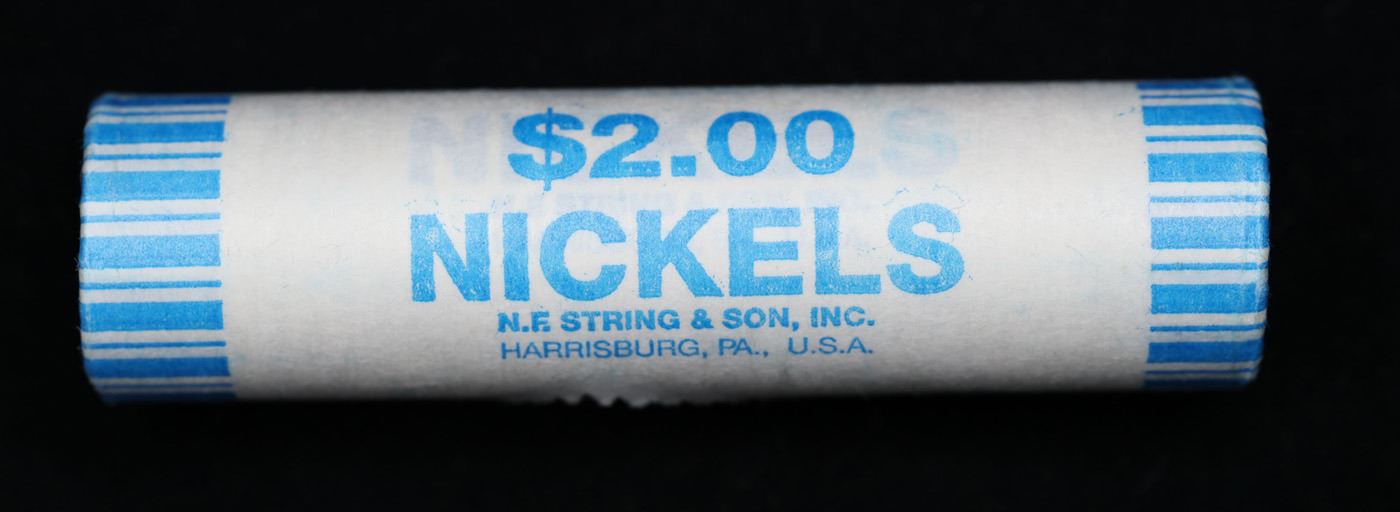 $2.00
NICKELS
N.F. STRING & SON, INC.
HARRISBURG, PA., U.S.A.